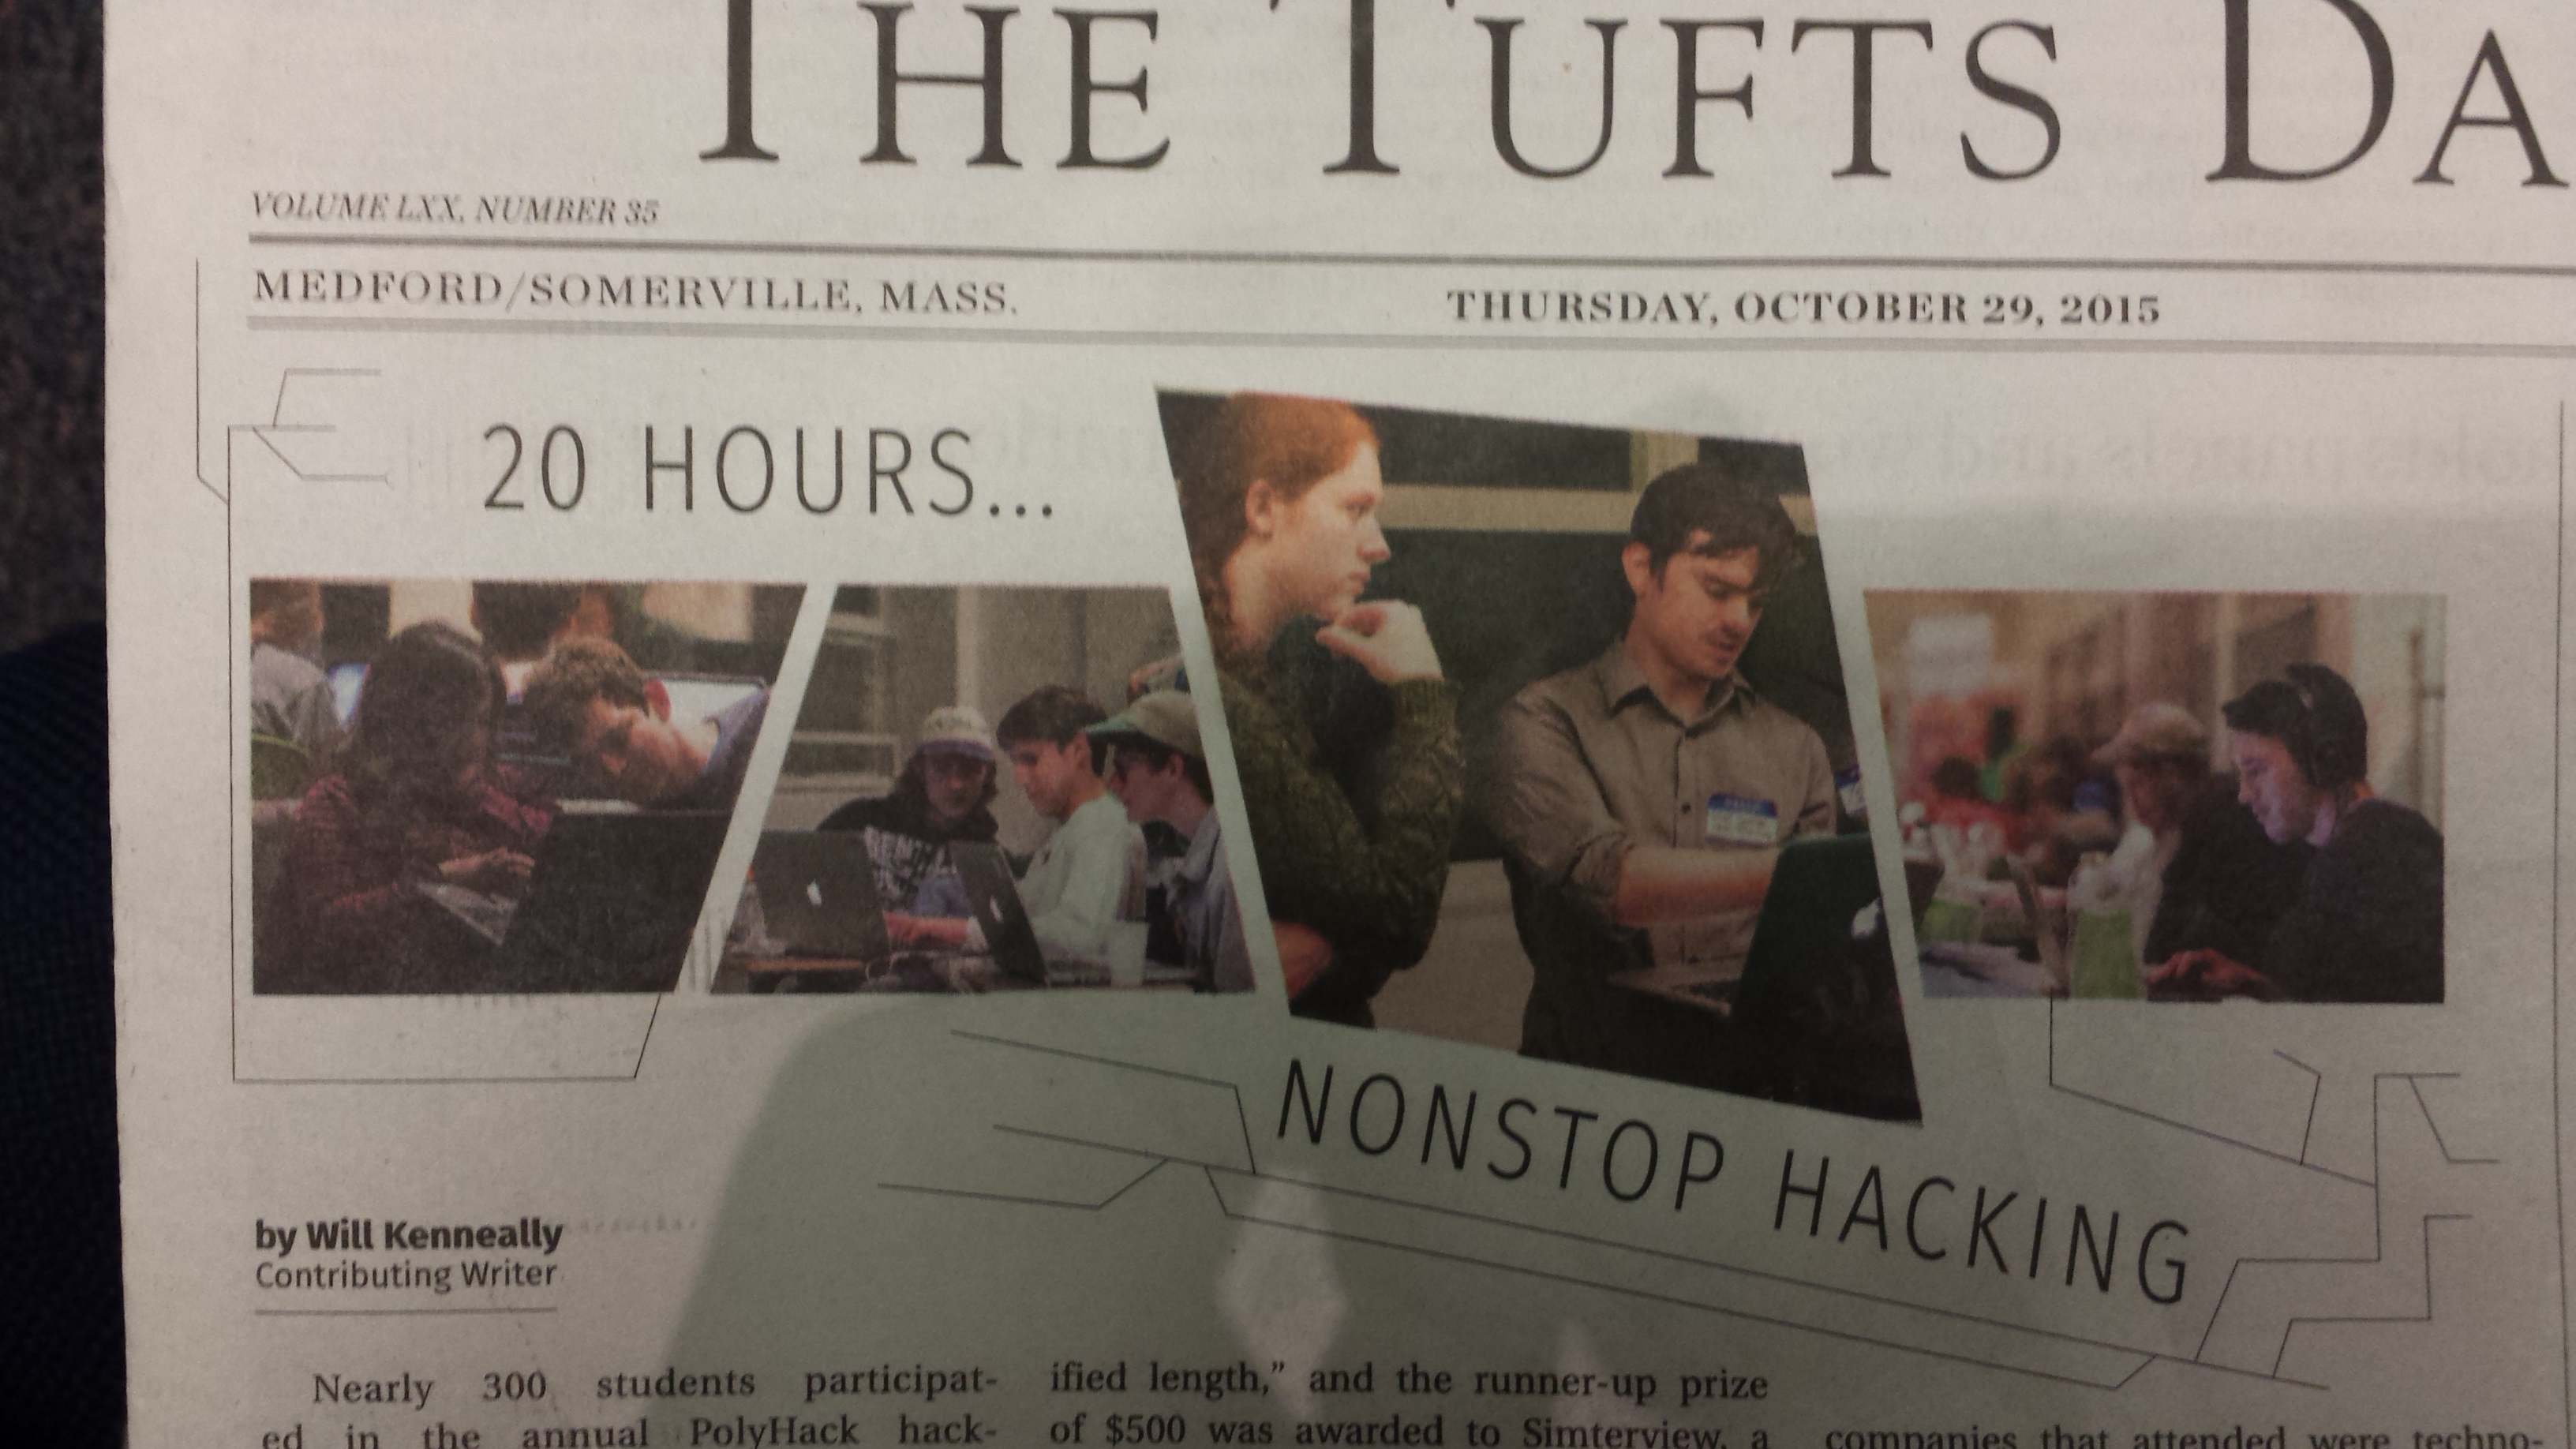 THE TUFTS DA
VOLUME LXX, NUMBER 35
MEDFORD/SOMERVILLE, MASS.
THURSDAY, OCTOBER 29, 2015
20 HOURS...
NONSTOP HACKING
by Will Kenneally
Contributing Writer
Nearly 300 students participat-
ed in the annual PolyHack hack-
ified length,” and the runner-up prize
of $500 was awarded to Simterview, a
companies that attended were techno-